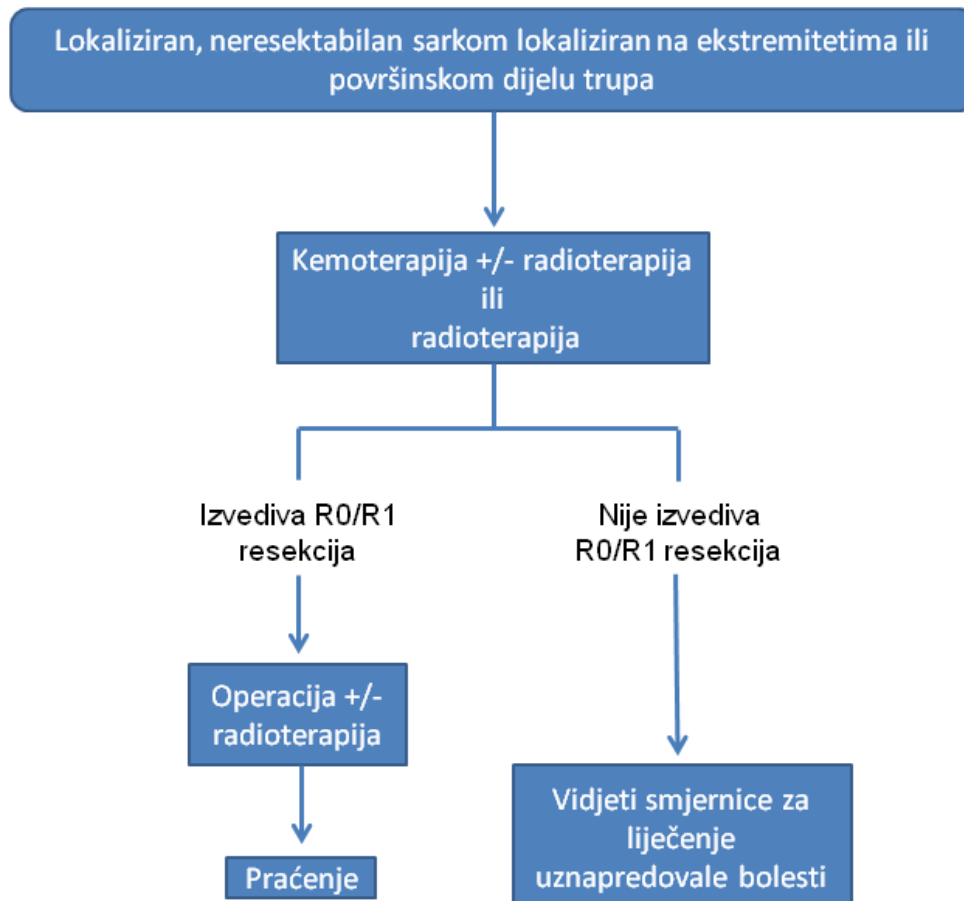 Lokaliziran, neresektabilan sarkom lokaliziran na ekstremitetima ili
površinskom dijelu trupa
Kemoterapija +/- radioterapija
ili
radioterapija
Izvediva R0/R1
resekcija
Nije izvediva
R0/R1 resekcija
Operacija +/-
radioterapija
Praćenje
Vidjeti smjernice za
liječenje
uznapredovale bolesti